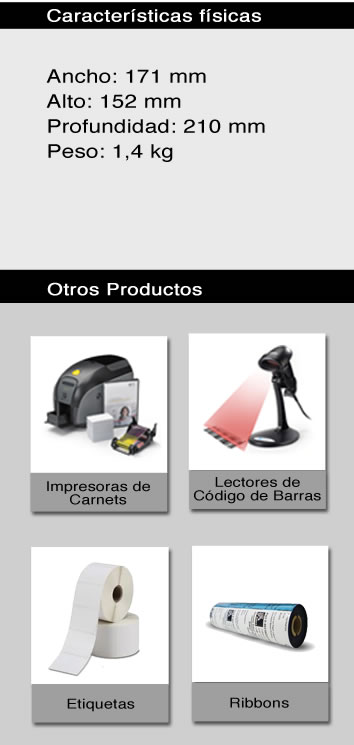 Características físicas
Ancho: 171 mm
Alto: 152 mm
Profundidad: 210 mm
Peso: 1,4 kg
Otros Productos
Impresoras de
Carnets
Lectores de
Código de Barras
Etiquetas
Ribbons